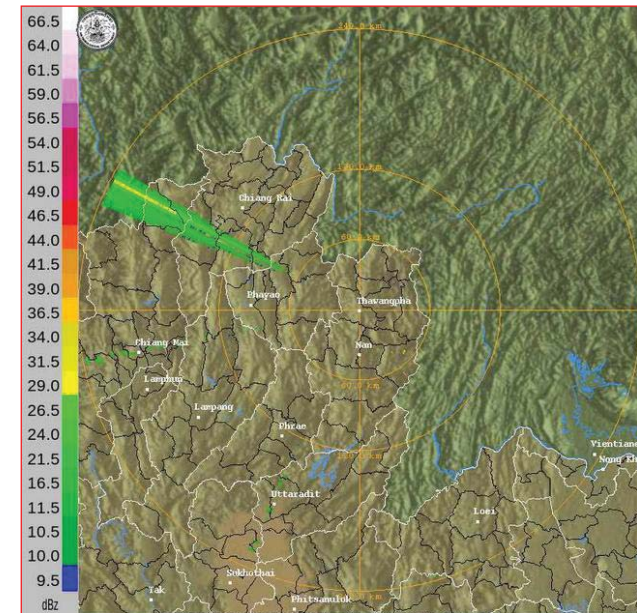 66.5
64.0
61.5
59.0
56.5
54.0
51.5
49.0
46.5
44.0
41.5
39.0
36.5
34.0
31.5
29.0
26.5
24.0
21.5
16.5
11.5
10.5
10.0
9.5
dBz
Chiang Rai
Phayao
Thawangpha
Chiang Mai
Nan
Lamphun
Lampang
Phrae
Vientiane
Nong Kh
Uttaradit
Loei
Sukhothai
Tak
Phitsanuluk